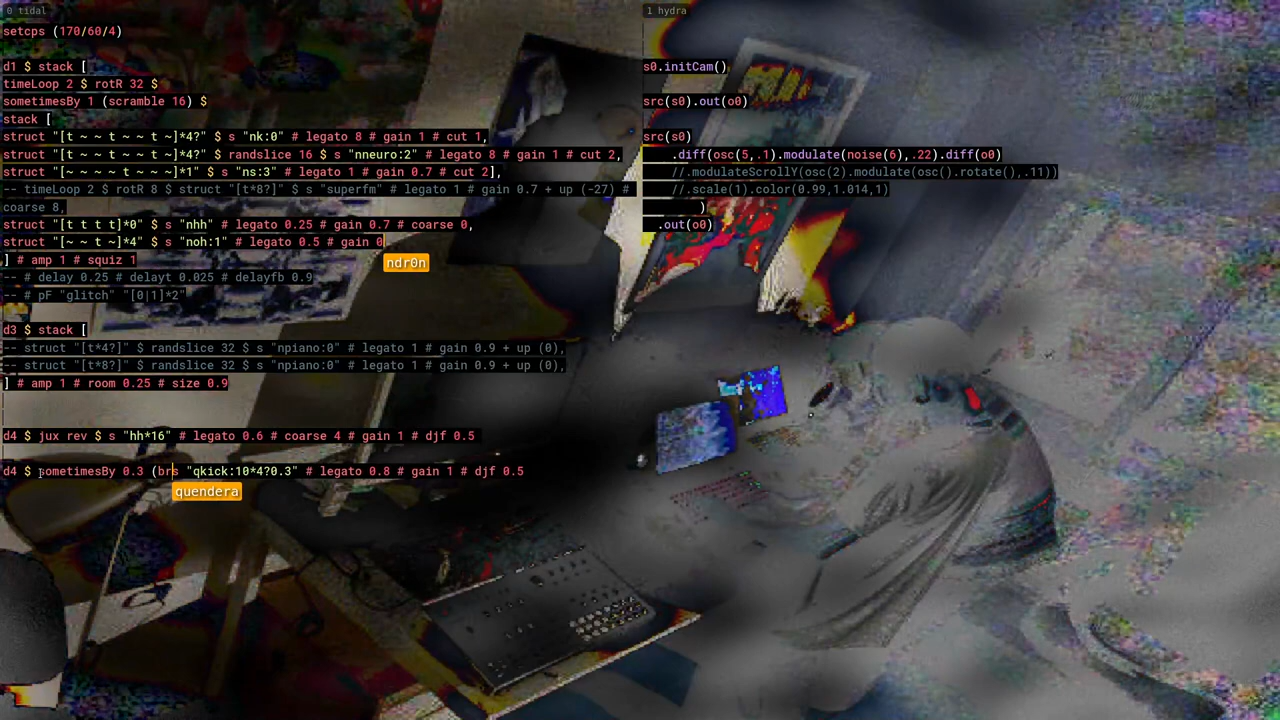 0 tidal
setcps (170/60/4)
d1 $ stack [
timeLoop 2 $ rotR 32 $
sometimesBy 1 (scramble 16) $
stack [
struct "[t ~ ~ t ~ ~ t ~]*4?" $ s "nk:0" # legato 8 # gain 1 # cut 1,
struct "[t ~ ~ t ~ ~ t ~]*4?" $ randslice 16 $ s "nneuro:2" # legato 8 # gain 1 # cut 2,
struct "[t ~ ~ t ~ ~ t ~]*1" $ s "ns:3" # legato 1 # gain 0.7 # cut 2],
-- timeLoop 2 $ rotR 8 $ struct "[t*8?]" $ s "superfm" # legato 1 # gain 0.7 + up (-27) #
coarse 8,
struct "[t t t t]*0" $ s "nhh" # legato 0.25 # gain 0.7 # coarse 0,
struct "[~ ~ t ~]*4" $ s "noh:1" # legato 0.5 # gain 0
] # amp 1 # squiz 1
ndr0n
-- # delay 0.25 # delayt 0.025 # delayfb 0.9
-- # pF "glitch" "[0|1]*2"
d3 $ stack [
-- struct "[t*4?]" $ randslice 32 $ s "npiano:0" # legato 1 # gain 0.9 + up (0),
-- struct "[t*8?]" $ randslice 32 $ s "npiano:0" # legato 1 # gain 0.9 + up (0),
] # amp 1 # room 0.25 # size 0.9
d4 $ jux rev $ s "hh*16" # legato 0.6 # coarse 4 # gain 1 # djf 0.5
d4 $ sometimesBy 0.3 (brs "qkick:10*4?0.3" # legato 0.8 # gain 1 # djf 0.5
quendera
1 hydra
s0.initCam()
src(s0).out(o0)
src(s0)
.diff(osc(5,.1).modulate(noise(6),.22).diff(o0)
//.modulateScrollY(osc(2).modulate(osc().rotate(),.11))
//.scale(1).color(0.99,1.014,1)
)
.out(o0)